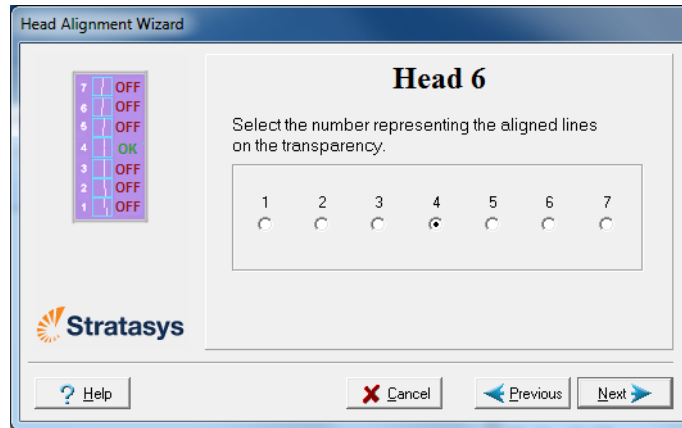 Head Alignment Wizard
7 OFF
6 OFF
5 OFF
4 OK
3 OFF
2 OFF
1 OFF
Stratasys
Head 6
Select the number representing the aligned lines
on the transparency.
1 2 3 4 5 6 7
? Help
Cancel
Previous
Next